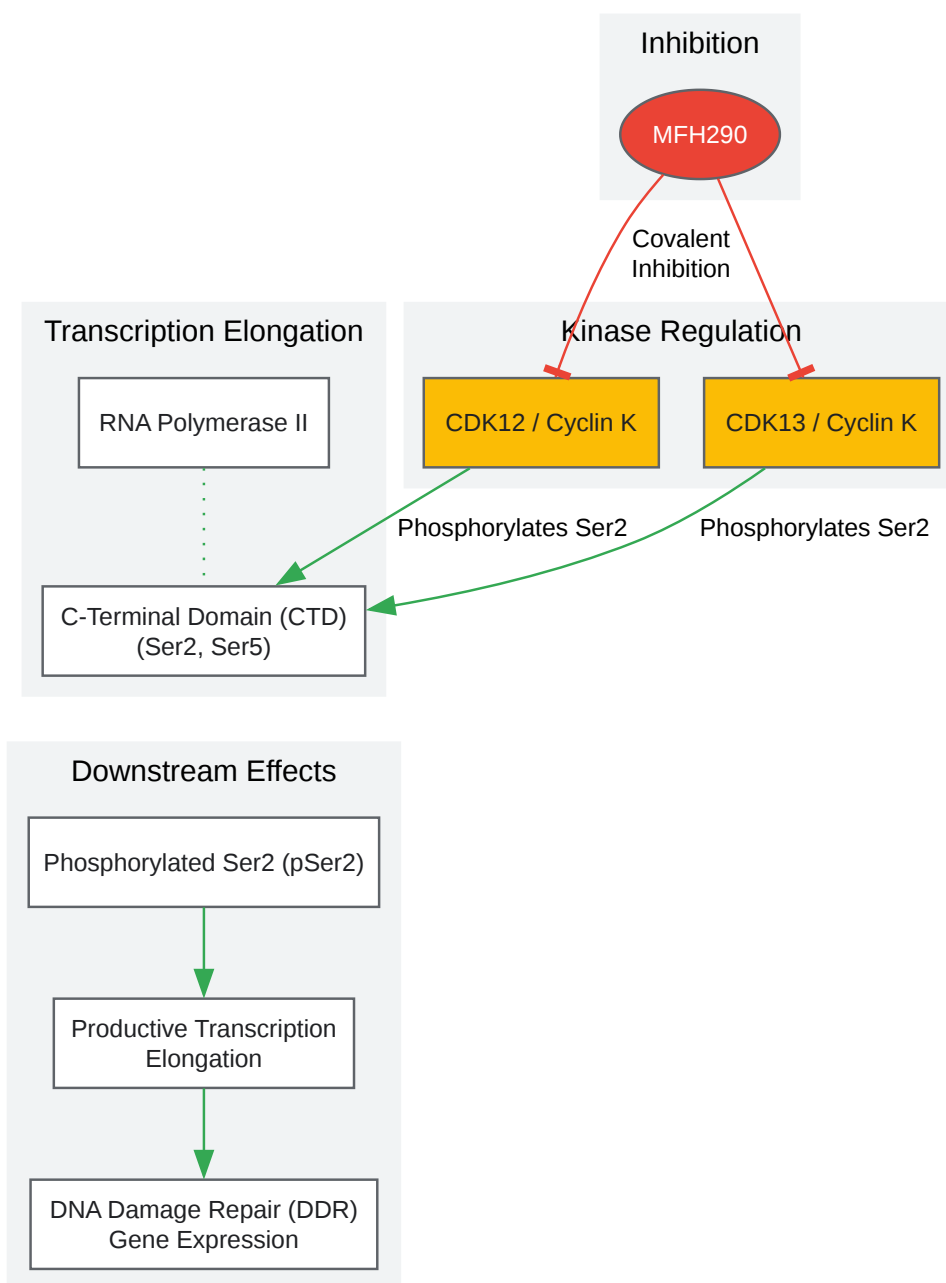 Inhibition
MFH290
Covalent
Inhibition
Transcription Elongation
Kinase Regulation
RNA Polymerase II
CDK12 / Cyclin K
CDK13 / Cyclin K
Phosphorylates Ser2
Phosphorylates Ser2
C-Terminal Domain (CTD)
(Ser2, Ser5)
Downstream Effects
Phosphorylated Ser2 (pSer2)
Productive Transcription
Elongation
DNA Damage Repair (DDR)
Gene Expression